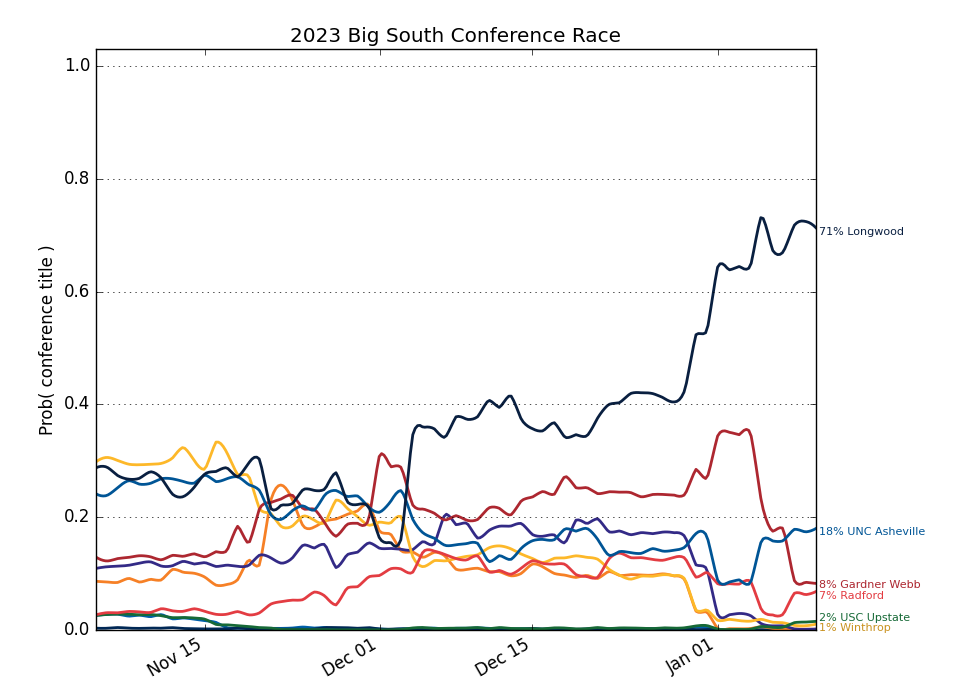 2023 Big South Conference Race
Prob( conference title )
1.0
0.8
0.6
0.4
0.2
0.0
Nov 15
Dec 01
Dec 15
Jan 01
71% Longwood
18% UNC Asheville
8% Gardner Webb
7% Radford
2% USC Upstate
1% Winthrop